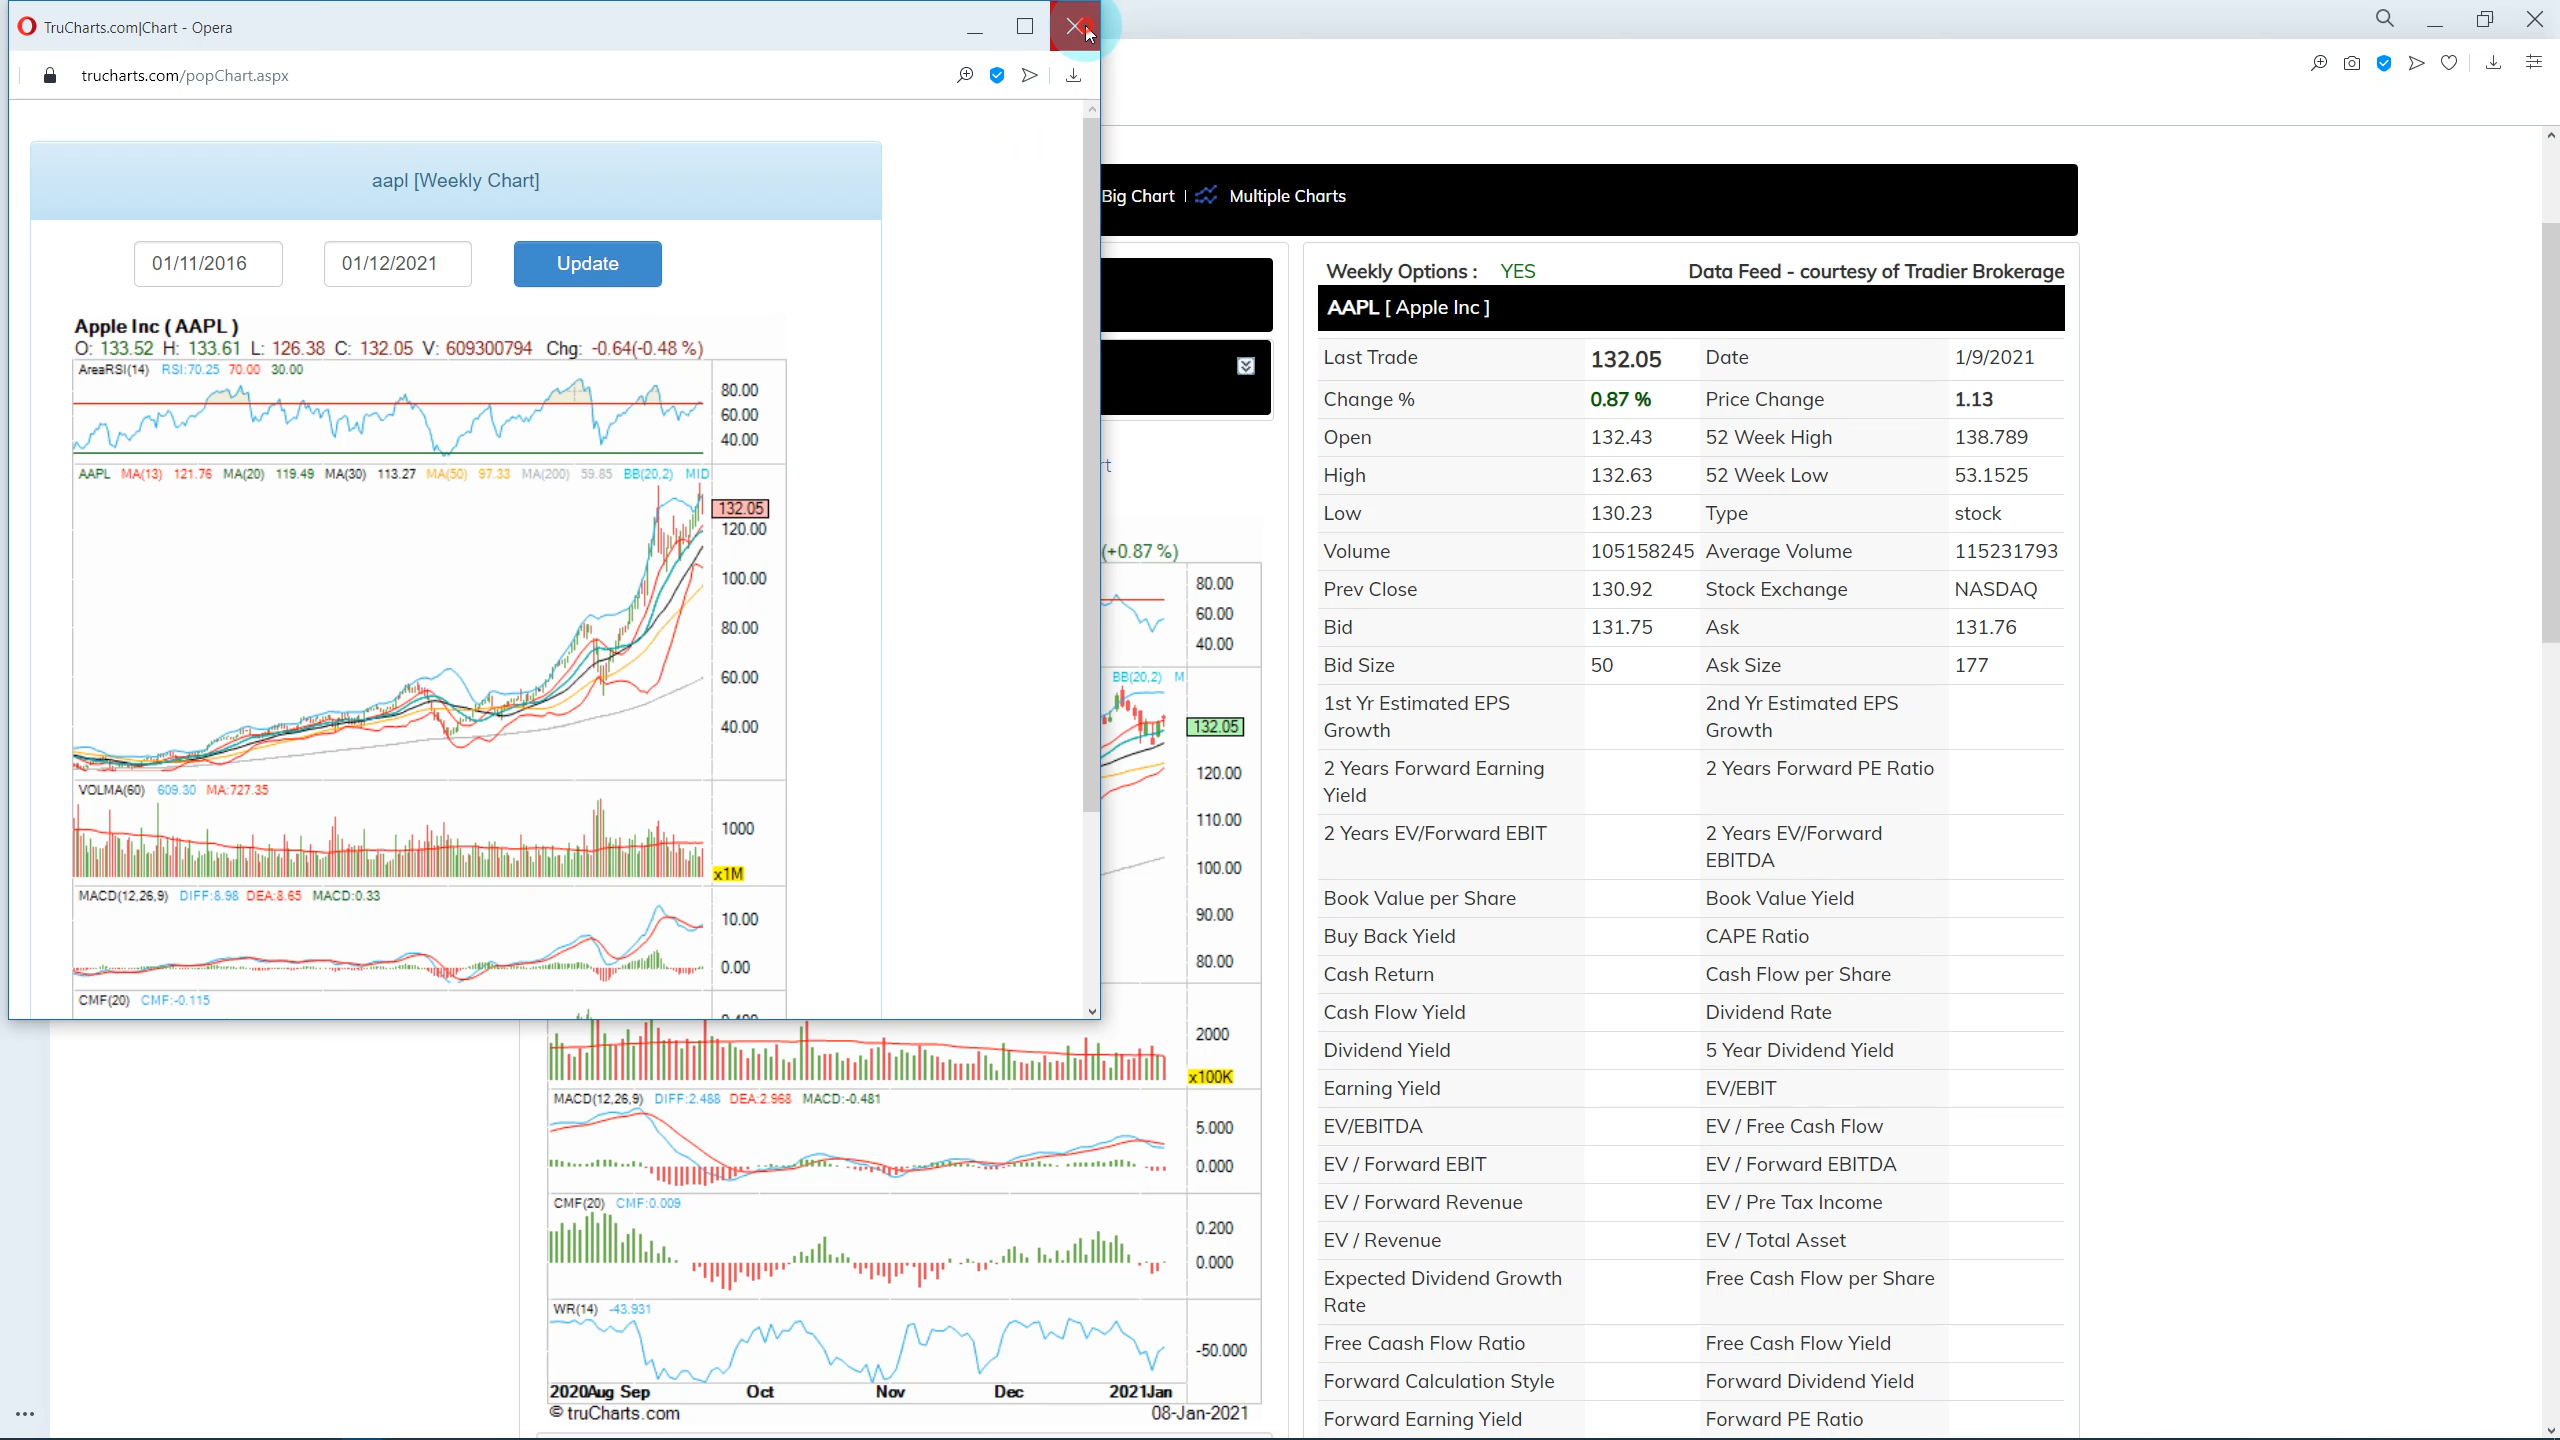 TruCharts.com|Chart - Opera
trucharts.com/popChart.aspx
aapl [Weekly Chart]
01/11/2016 01/12/2021 Update
Apple Inc ( AAPL )
O: 133.52 H: 133.61 L: 126.38 C: 132.05 V: 609300794 Chg: -0.64(-0.48 %)
AreaRSI(14) RSI:70.25 70.00 30.00
80.00
60.00
40.00
AAPL MA(13) 121.76 MA(20) 119.49 MA(30) 113.27 MA(50) 97.33 MA(200) 59.85 BB(20,2) MID
132.05
120.00
100.00
80.00
60.00
40.00
VOLMA(60) 609.30 MA:727.35
1000
x1M
MACD(12,26,9) DIFF:8.98 DEA:8.65 MACD:0.33
10.00
0.00
CMF(20) CMF:-0.115
Big Chart | Multiple Charts
rt
(+0.87 %)
80.00
60.00
40.00
BB(20,2) M
132.05
120.00
110.00
100.00
90.00
80.00
2000
x100K
MACD(12,26,9) DIFF:2.488 DEA:2.968 MACD:-0.481
5.000
0.000
CMF(20) CMF:0.009
0.200
0.000
WR(14) -43.931
-50.000
2020Aug Sep Oct Nov Dec 2021Jan
© truCharts.com 08-Jan-2021
Weekly Options : YES Data Feed - courtesy of Tradier Brokerage
AAPL [ Apple Inc ]
Last Trade 132.05 Date 1/9/2021
Change % 0.87 % Price Change 1.13
Open 132.43 52 Week High 138.789
High 132.63 52 Week Low 53.1525
Low 130.23 Type stock
Volume 105158245 Average Volume 115231793
Prev Close 130.92 Stock Exchange NASDAQ
Bid 131.75 Ask 131.76
Bid Size 50 Ask Size 177
1st Yr Estimated EPS 2nd Yr Estimated EPS
Growth Growth
2 Years Forward Earning 2 Years Forward PE Ratio
Yield
2 Years EV/Forward EBIT 2 Years EV/Forward
EBITDA
Book Value per Share Book Value Yield
Buy Back Yield CAPE Ratio
Cash Return Cash Flow per Share
Cash Flow Yield Dividend Rate
Dividend Yield 5 Year Dividend Yield
Earning Yield EV/EBIT
EV/EBITDA EV / Free Cash Flow
EV / Forward EBIT EV / Forward EBITDA
EV / Forward Revenue EV / Pre Tax Income
EV / Revenue EV / Total Asset
Expected Dividend Growth Free Cash Flow per Share
Rate
Free Caash Flow Ratio Free Cash Flow Yield
Forward Calculation Style Forward Dividend Yield
Forward Earning Yield Forward PE Ratio